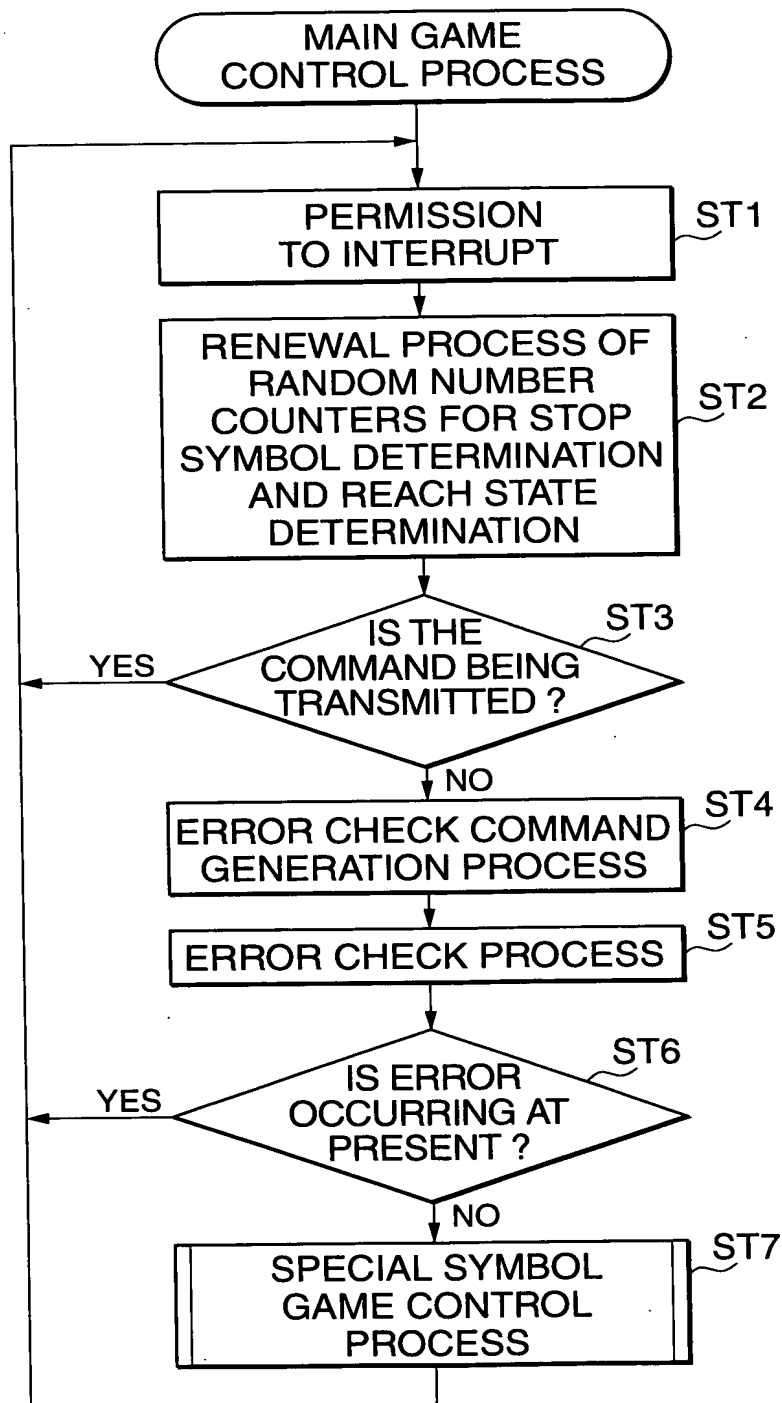 MAIN GAME
CONTROL PROCESS
PERMISSION
TO INTERRUPT
ST1
RENEWAL PROCESS OF
RANDOM NUMBER
COUNTERS FOR STOP
SYMBOL DETERMINATION
AND REACH STATE
DETERMINATION
ST2
IS THE
COMMAND BEING
TRANSMITTED ?
ST3
YES
NO
ERROR CHECK COMMAND
GENERATION PROCESS
ST4
ERROR CHECK PROCESS
ST5
IS ERROR
OCCURRING AT
PRESENT ?
ST6
YES
NO
SPECIAL SYMBOL
GAME CONTROL
PROCESS
ST7